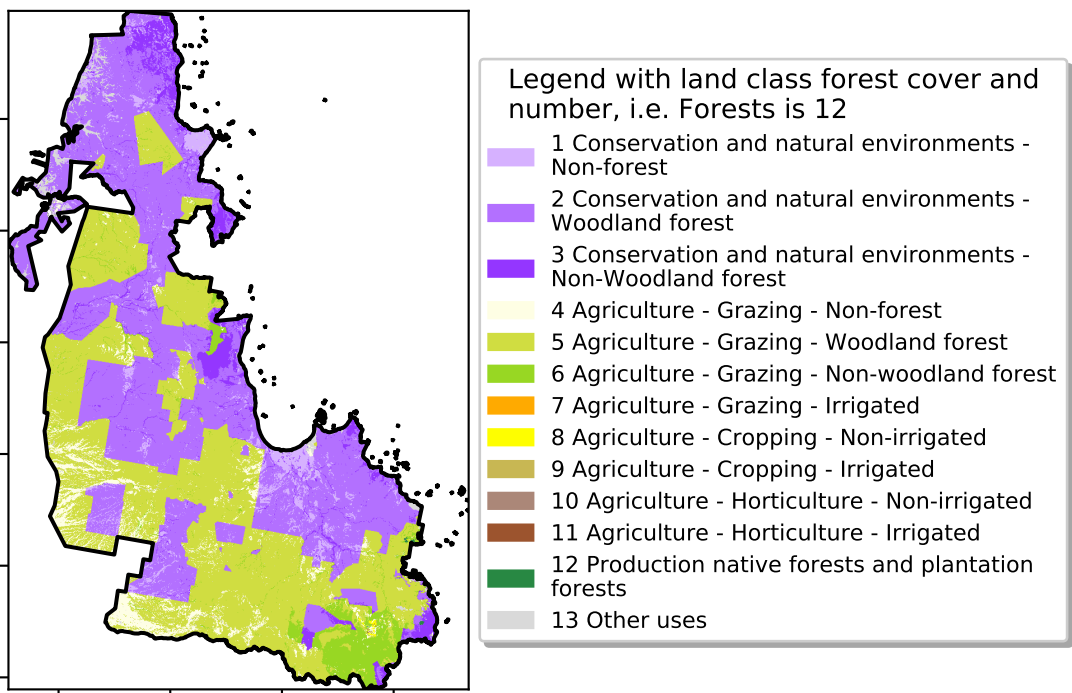 Legend with land class forest cover and
number, i.e. Forests is 12
1 Conservation and natural environments -
Non-forest
2 Conservation and natural environments -
Woodland forest
3 Conservation and natural environments -
Non-Woodland forest
4 Agriculture - Grazing - Non-forest
5 Agriculture - Grazing - Woodland forest
6 Agriculture - Grazing - Non-woodland forest
7 Agriculture - Grazing - Irrigated
8 Agriculture - Cropping - Non-irrigated
9 Agriculture - Cropping - Irrigated
10 Agriculture - Horticulture - Non-irrigated
11 Agriculture - Horticulture - Irrigated
12 Production native forests and plantation
forests
13 Other uses